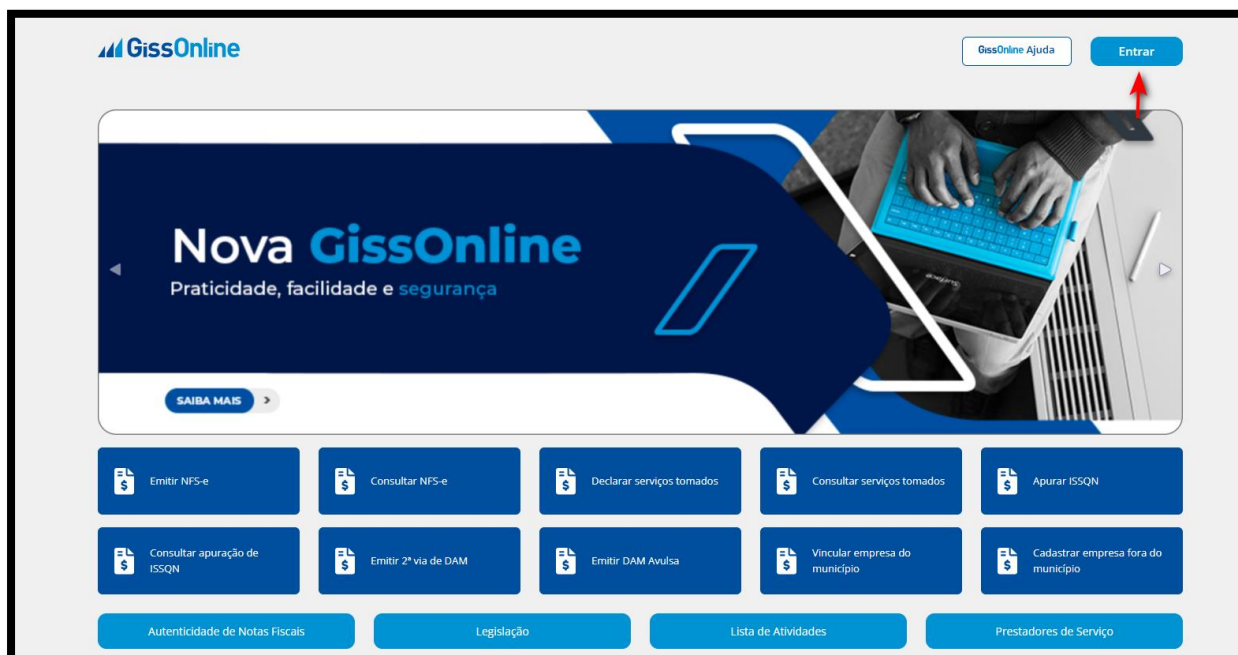 GissOnline
GissOnline Ajuda
Entrar
Nova GissOnline
Praticidade, facilidade e segurança
Surface
SAIBA MAIS
Emitir NFS-e
Consultar NFS-e
Declarar serviços tomados
Consultar serviços tomados
Apurar ISSQN
Consultar apuração de
ISSQN
Emitir 2ª via de DAM
Emitir DAM Avulsa
Vincular empresa do
município
Cadastrar empresa fora do
município
Autenticidade de Notas Fiscais
Legislação
Lista de Atividades
Prestadores de Serviço